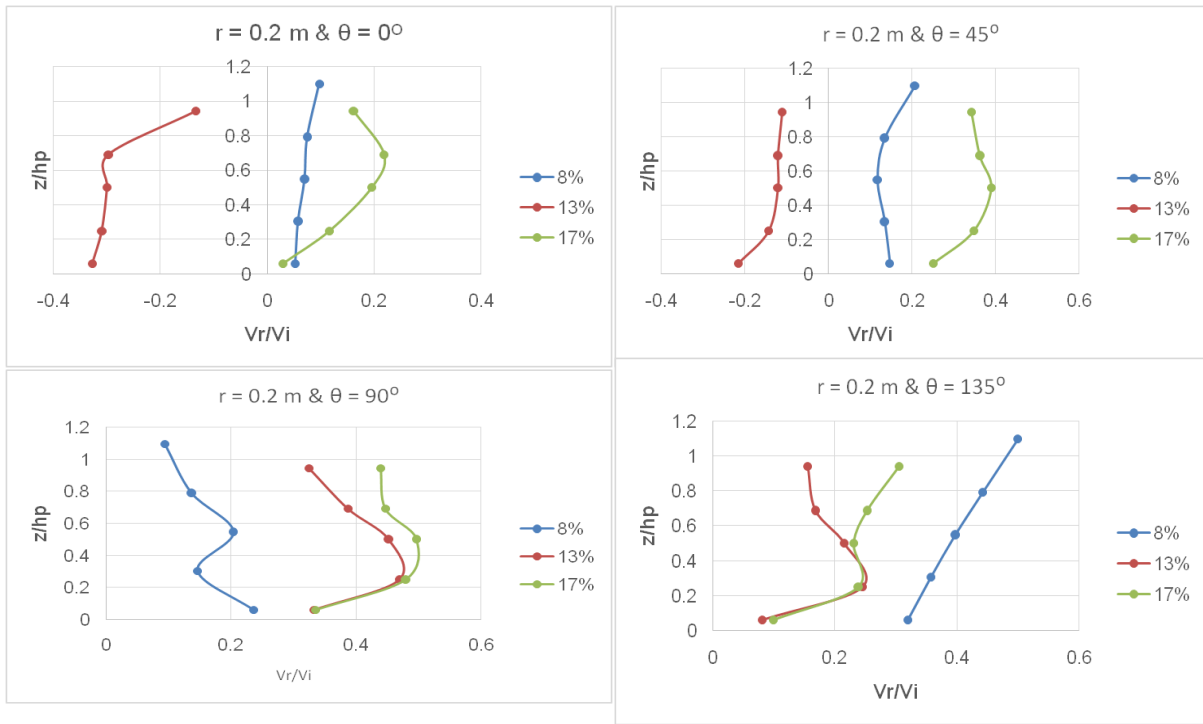 r = 0.2 m & θ = 0⁰
1.2
1
0.8
0.6
0.4
0.2
0
z/hp
-0.4 -0.2 0 0.2 0.4
Vr/Vi
8%
13%
17%
r = 0.2 m & θ = 45⁰
1.2
1
0.8
0.6
0.4
0.2
0
z/hp
-0.4 -0.2 0 0.2 0.4 0.6
Vr/Vi
8%
13%
17%
r = 0.2 m & θ = 90⁰
1.2
1
0.8
0.6
0.4
0.2
0
z/hp
0 0.2 0.4 0.6
Vr/Vi
8%
13%
17%
r = 0.2 m & θ = 135⁰
1.2
1
0.8
0.6
0.4
0.2
0
z/hp
0 0.2 0.4 0.6
Vr/Vi
8%
13%
17%